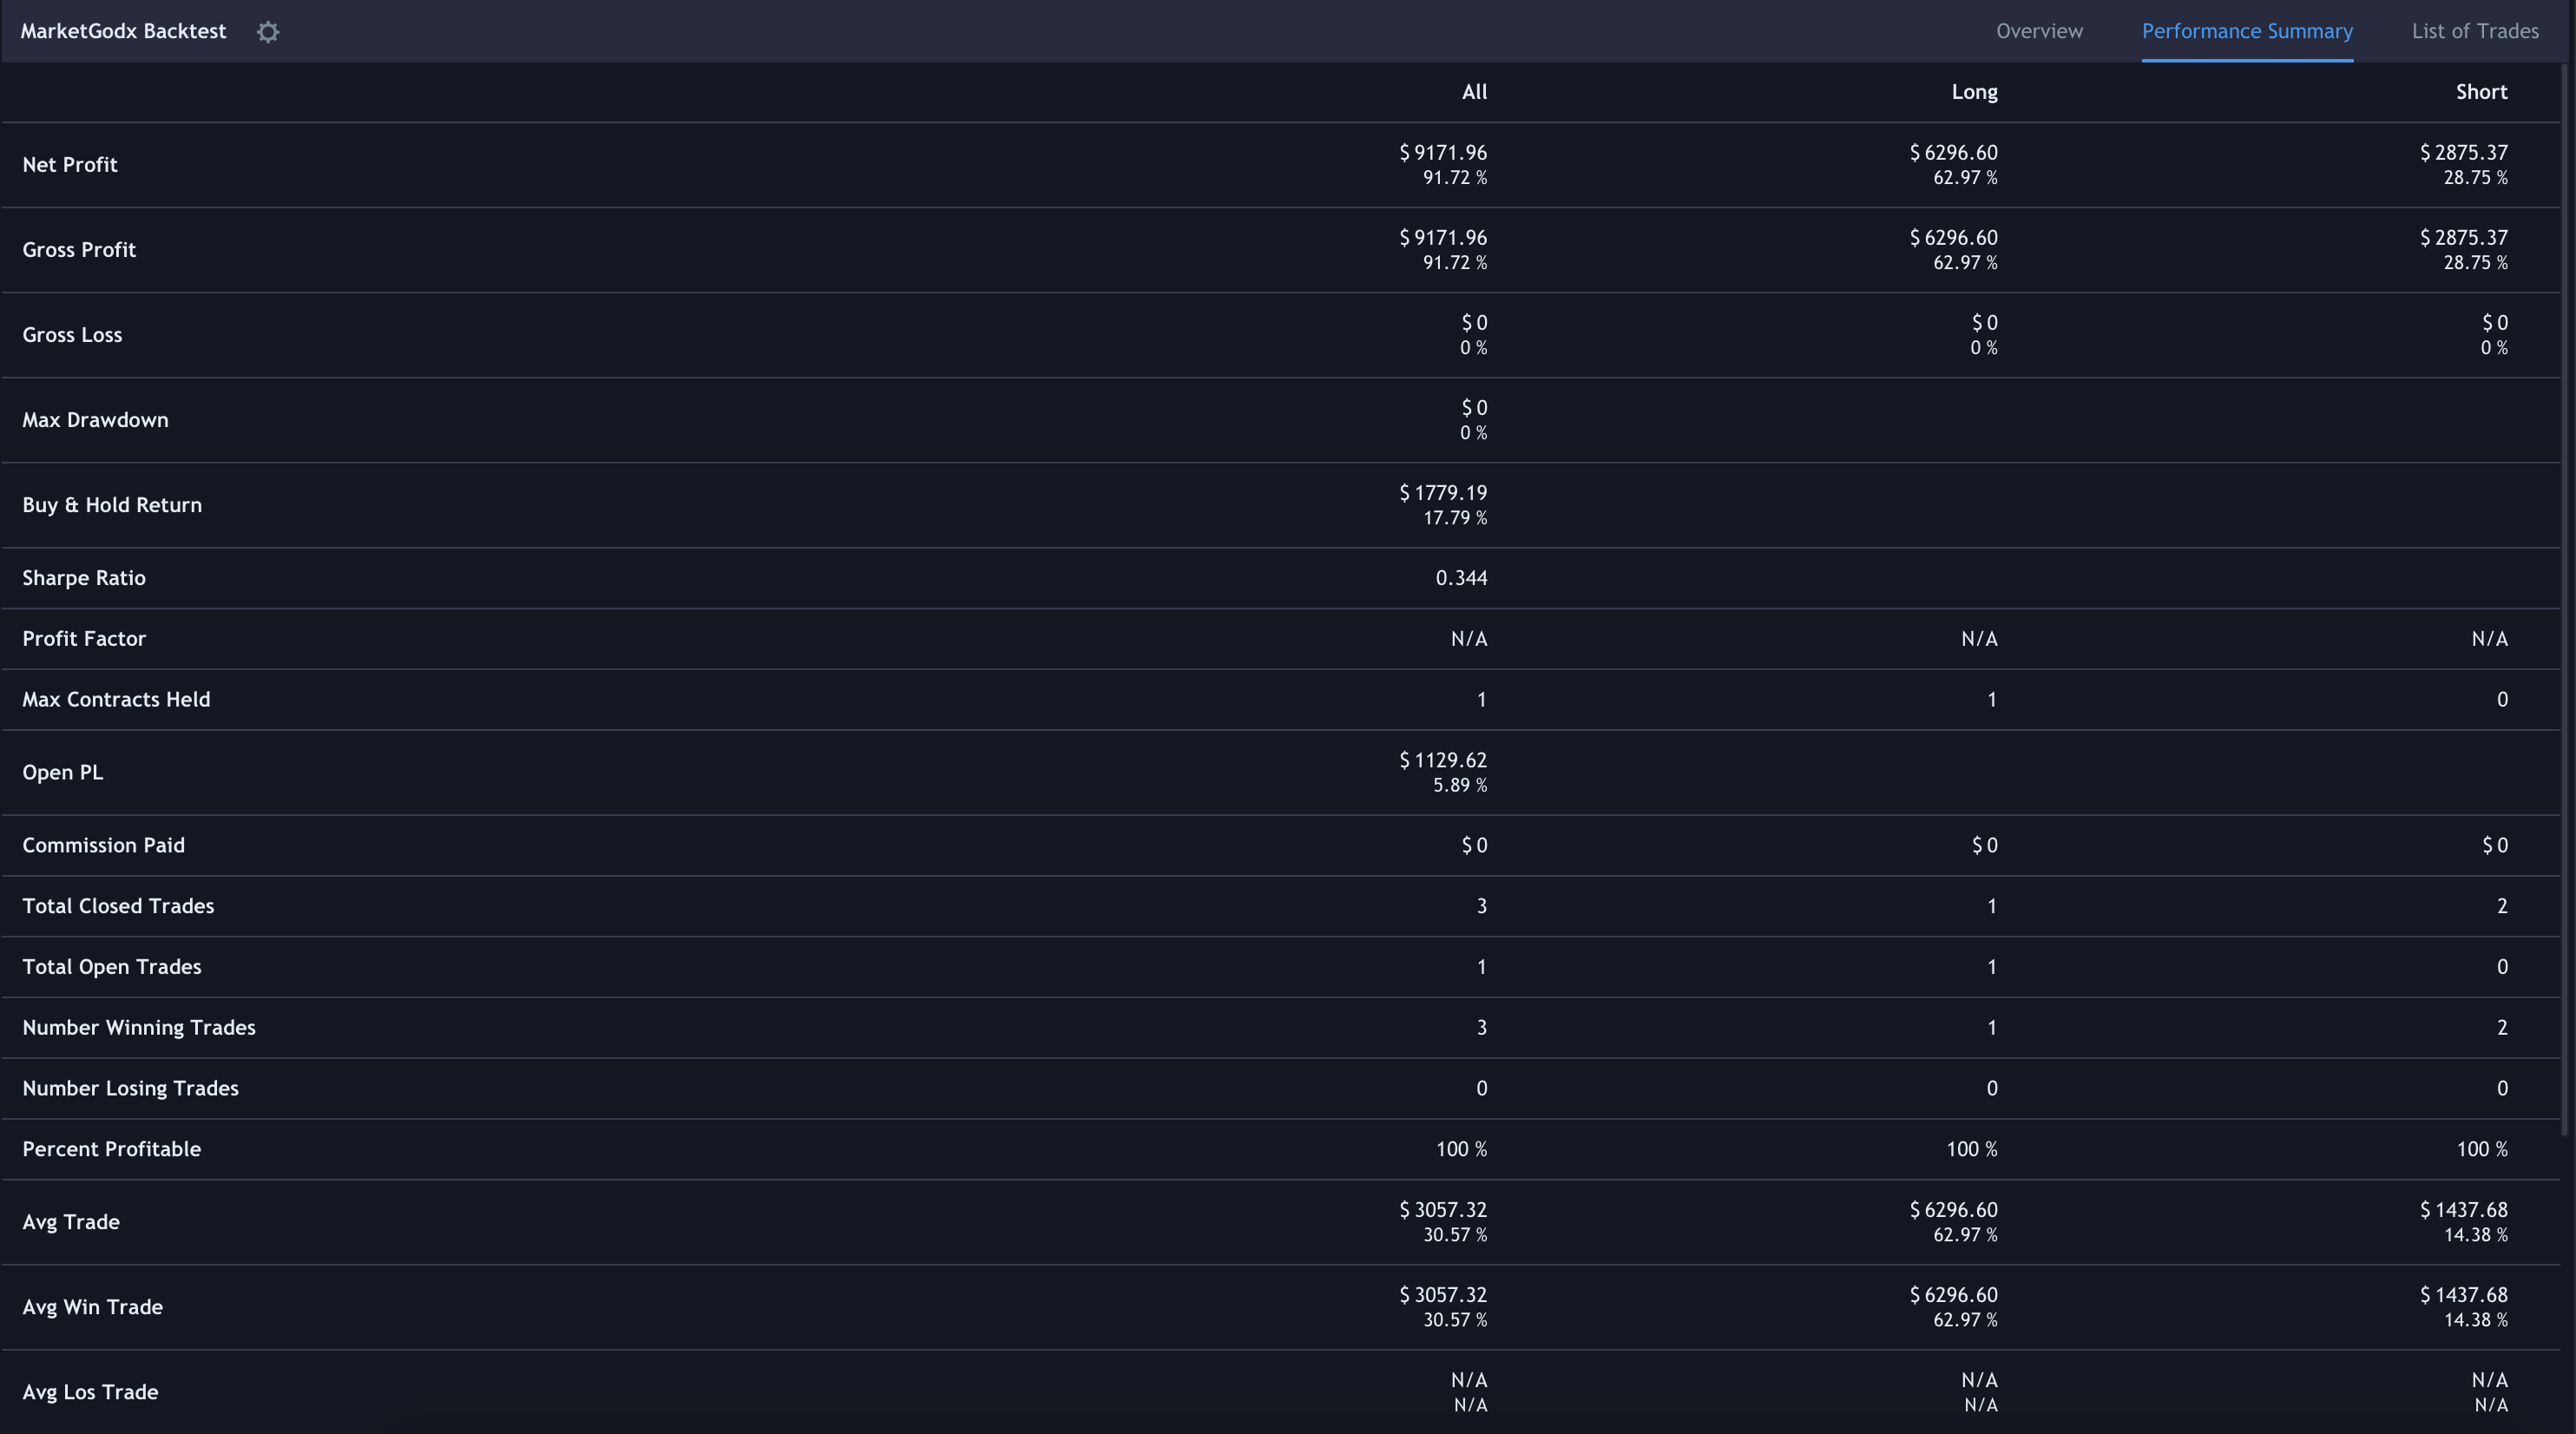 MarketGodx Backtest Overview Performance Summary List of Trades
All Long Short
Net Profit
$ 9171.96 $ 6296.60 $ 2875.37
91.72 % 62.97 % 28.75 %
Gross Profit
$ 9171.96 $ 6296.60 $ 2875.37
91.72 % 62.97 % 28.75 %
Gross Loss
$ 0 $ 0 $ 0
0 % 0 % 0 %
Max Drawdown
$ 0
0 %
Buy & Hold Return
$ 1779.19
17.79 %
Sharpe Ratio 0.344
Profit Factor N/A N/A N/A
Max Contracts Held 1 1 0
Open PL
$ 1129.62
5.89 %
Commission Paid $ 0 $ 0 $ 0
Total Closed Trades 3 1 2
Total Open Trades 1 1 0
Number Winning Trades 3 1 2
Number Losing Trades 0 0 0
Percent Profitable 100 % 100 % 100 %
Avg Trade
$ 3057.32 $ 6296.60 $ 1437.68
30.57 % 62.97 % 14.38 %
Avg Win Trade
$ 3057.32 $ 6296.60 $ 1437.68
30.57 % 62.97 % 14.38 %
Avg Los Trade
N/A N/A N/A
N/A N/A N/A